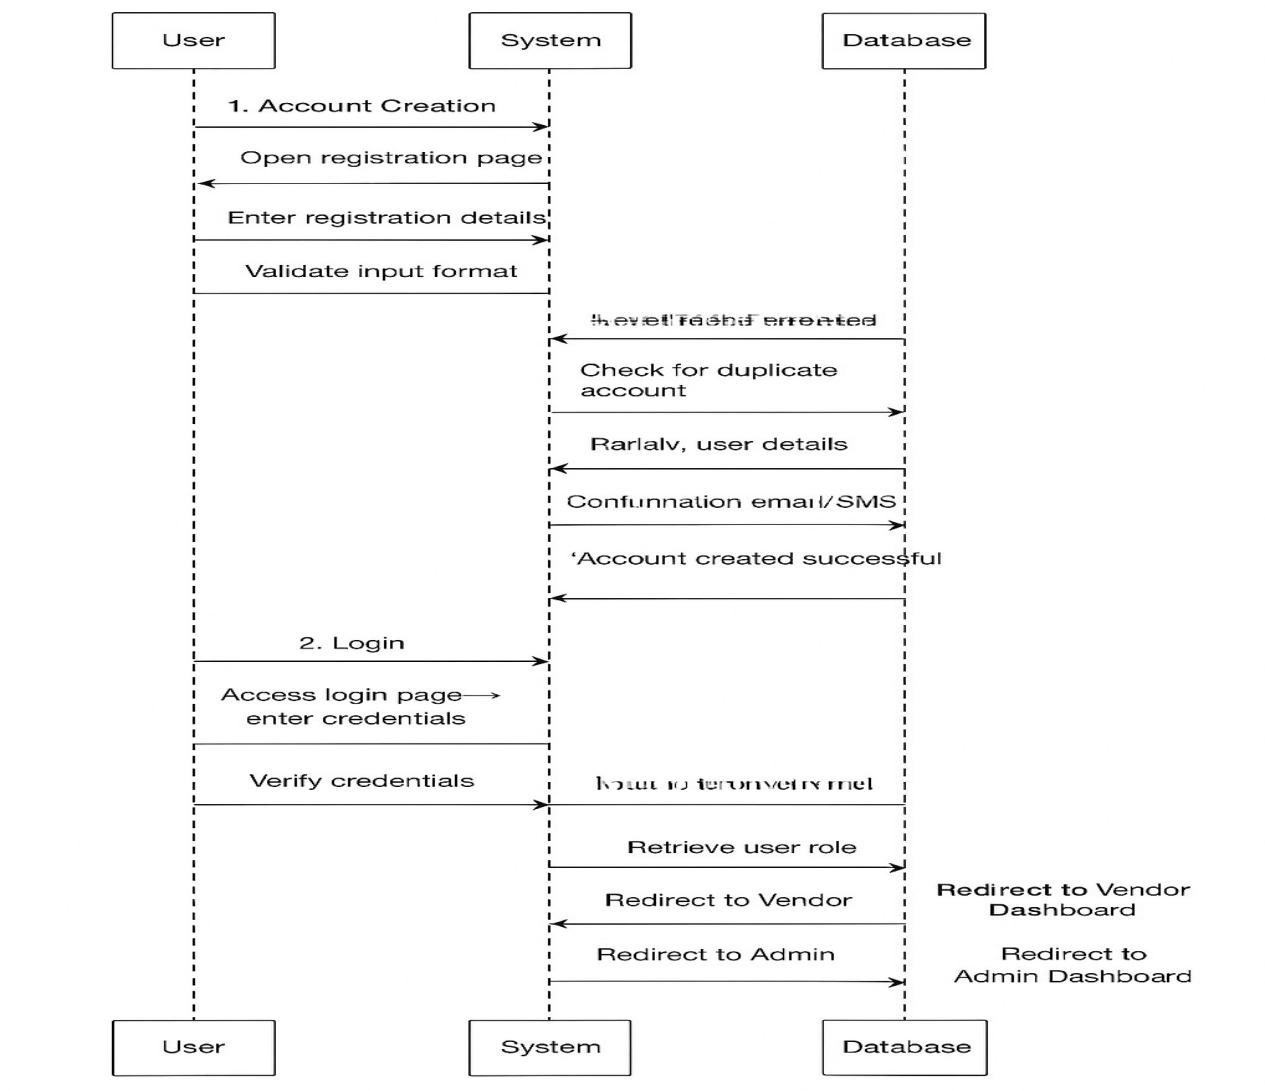 User
System
Database
1. Account Creation
Open registration page
Enter registration details
Validate input format
Check for duplicate
account
user details
email/SMS
‘Account created successful
2. Login
Access login page→
enter credentials
Verify credentials
Retrieve user role
Redirect to Vendor
Redirect to Vendor
Dashboard
Redirect to Admin
Redirect to
Admin Dashboard
User
System
Database